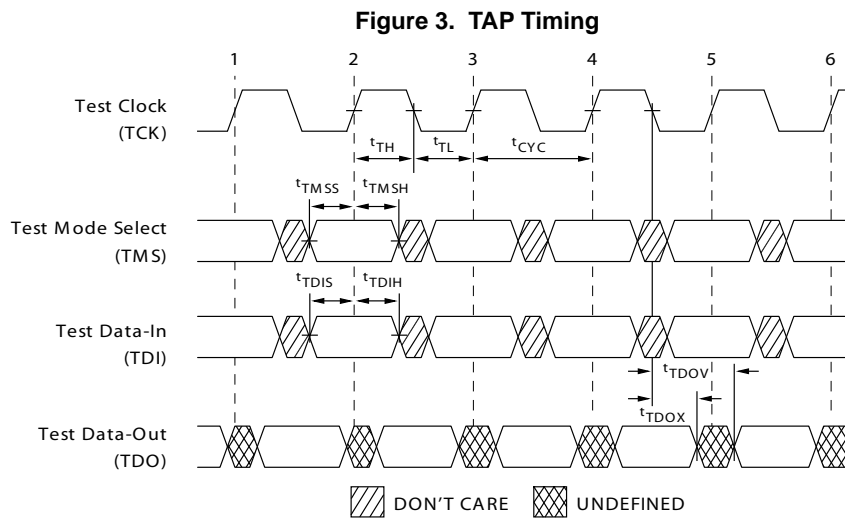 Figure 3. TAP Timing
1 2 3 4 5 6
Test Clock
(TCK)
tTH tTL tCYC
tTMSS tTMSH
Test Mode Select
(TMS)
tTDIS tTDIH
Test Data-In
(TDI)
tTDOV
tTDOX
Test Data-Out
(TDO)
DON'T CARE UNDEFINED